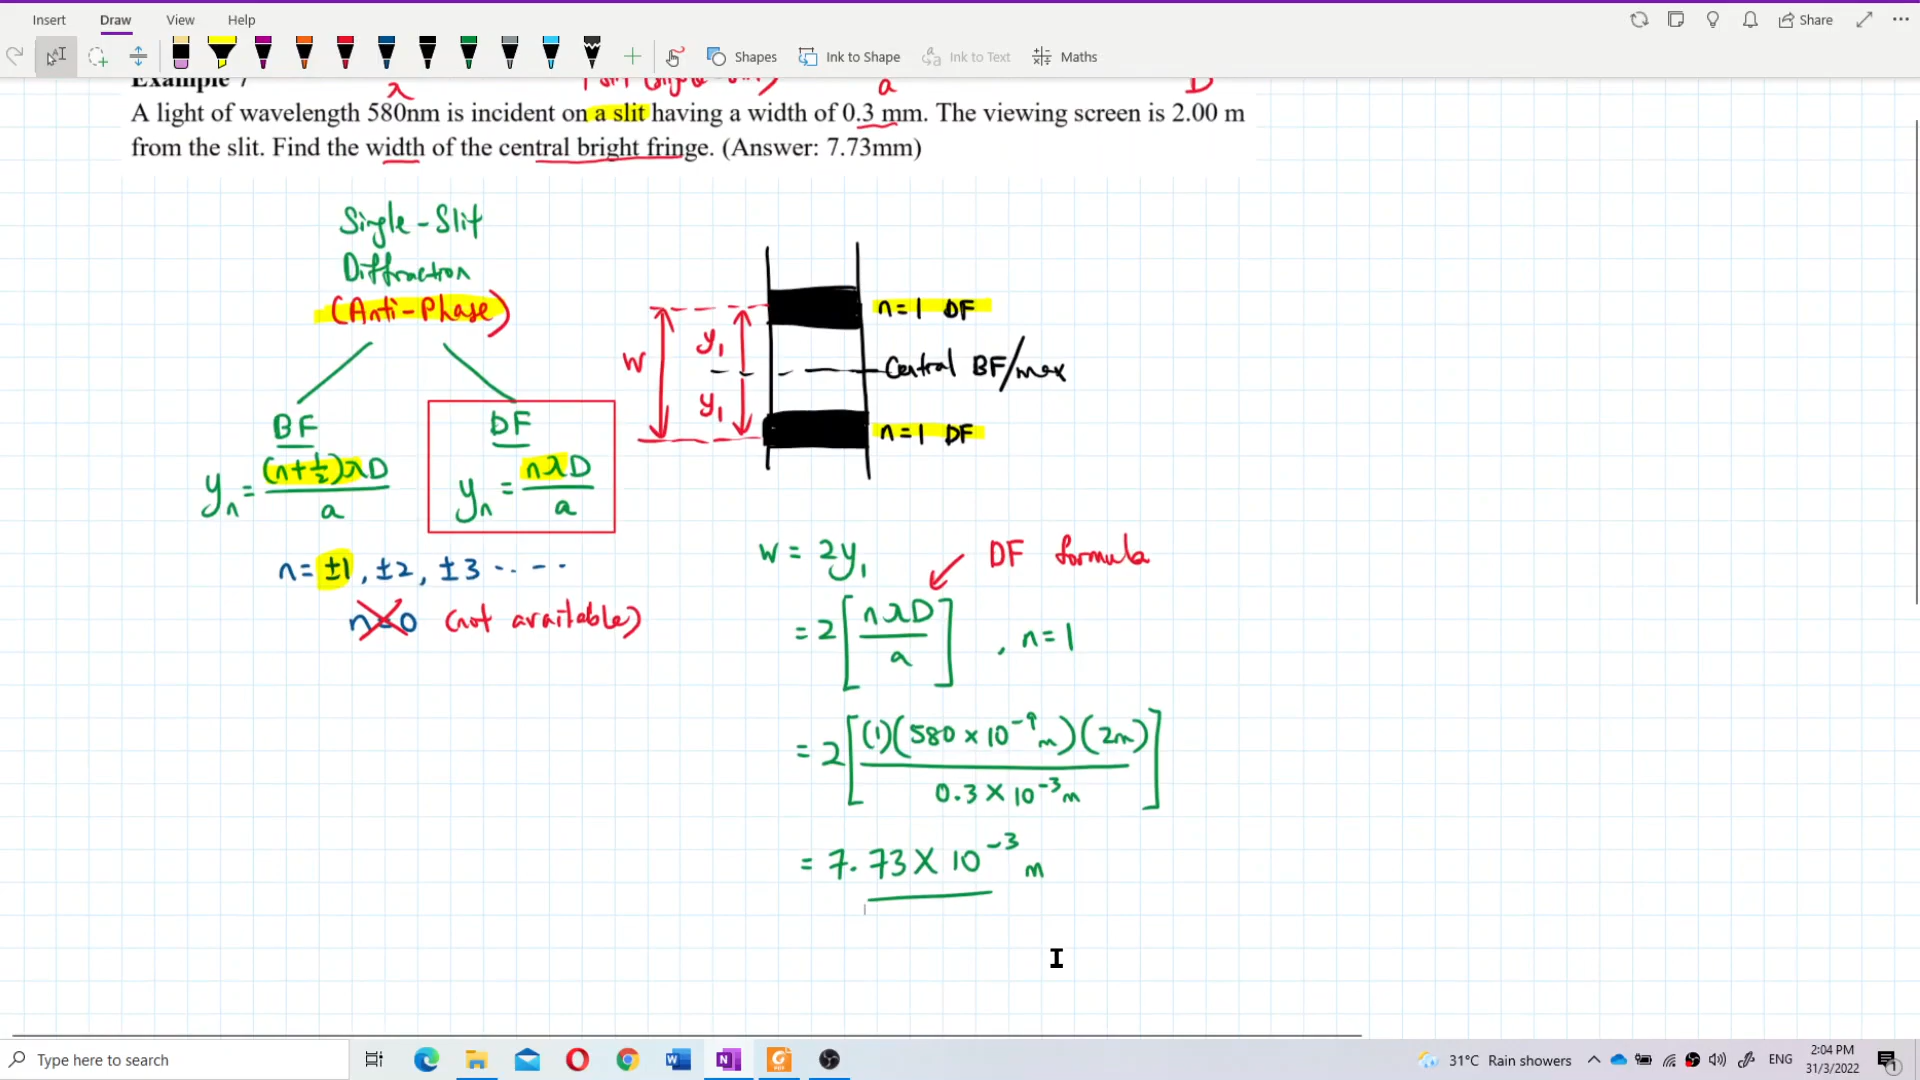 Insert Draw View Help
Share
Shapes Ink to Shape Ink to Text Maths
Example 7
λ a D
A light of wavelength 580nm is incident on a slit having a width of 0.3 mm. The viewing screen is 2.00 m
from the slit. Find the width of the central bright fringe. (Answer: 7.73mm)
Single-Slit
Diffraction
(Anti-Phase)
BF
yₙ = (n+½)λD / a
DF
yₙ = nλD / a
n = ±1, ±2, ±3 ‐‐‐‐
n=0 (not available)
n=1 DF
W y₁
Central BF/max
y₁
n=1 DF
W = 2y₁
DF formula
= 2[nλD / a] , n=1
= 2[(1)(580 × 10⁻⁹ m)(2m) / 0.3 × 10⁻³ m]
= 7.73 × 10⁻³ m
Type here to search
31°C Rain showers
ENG
2:04 PM
31/3/2022
1